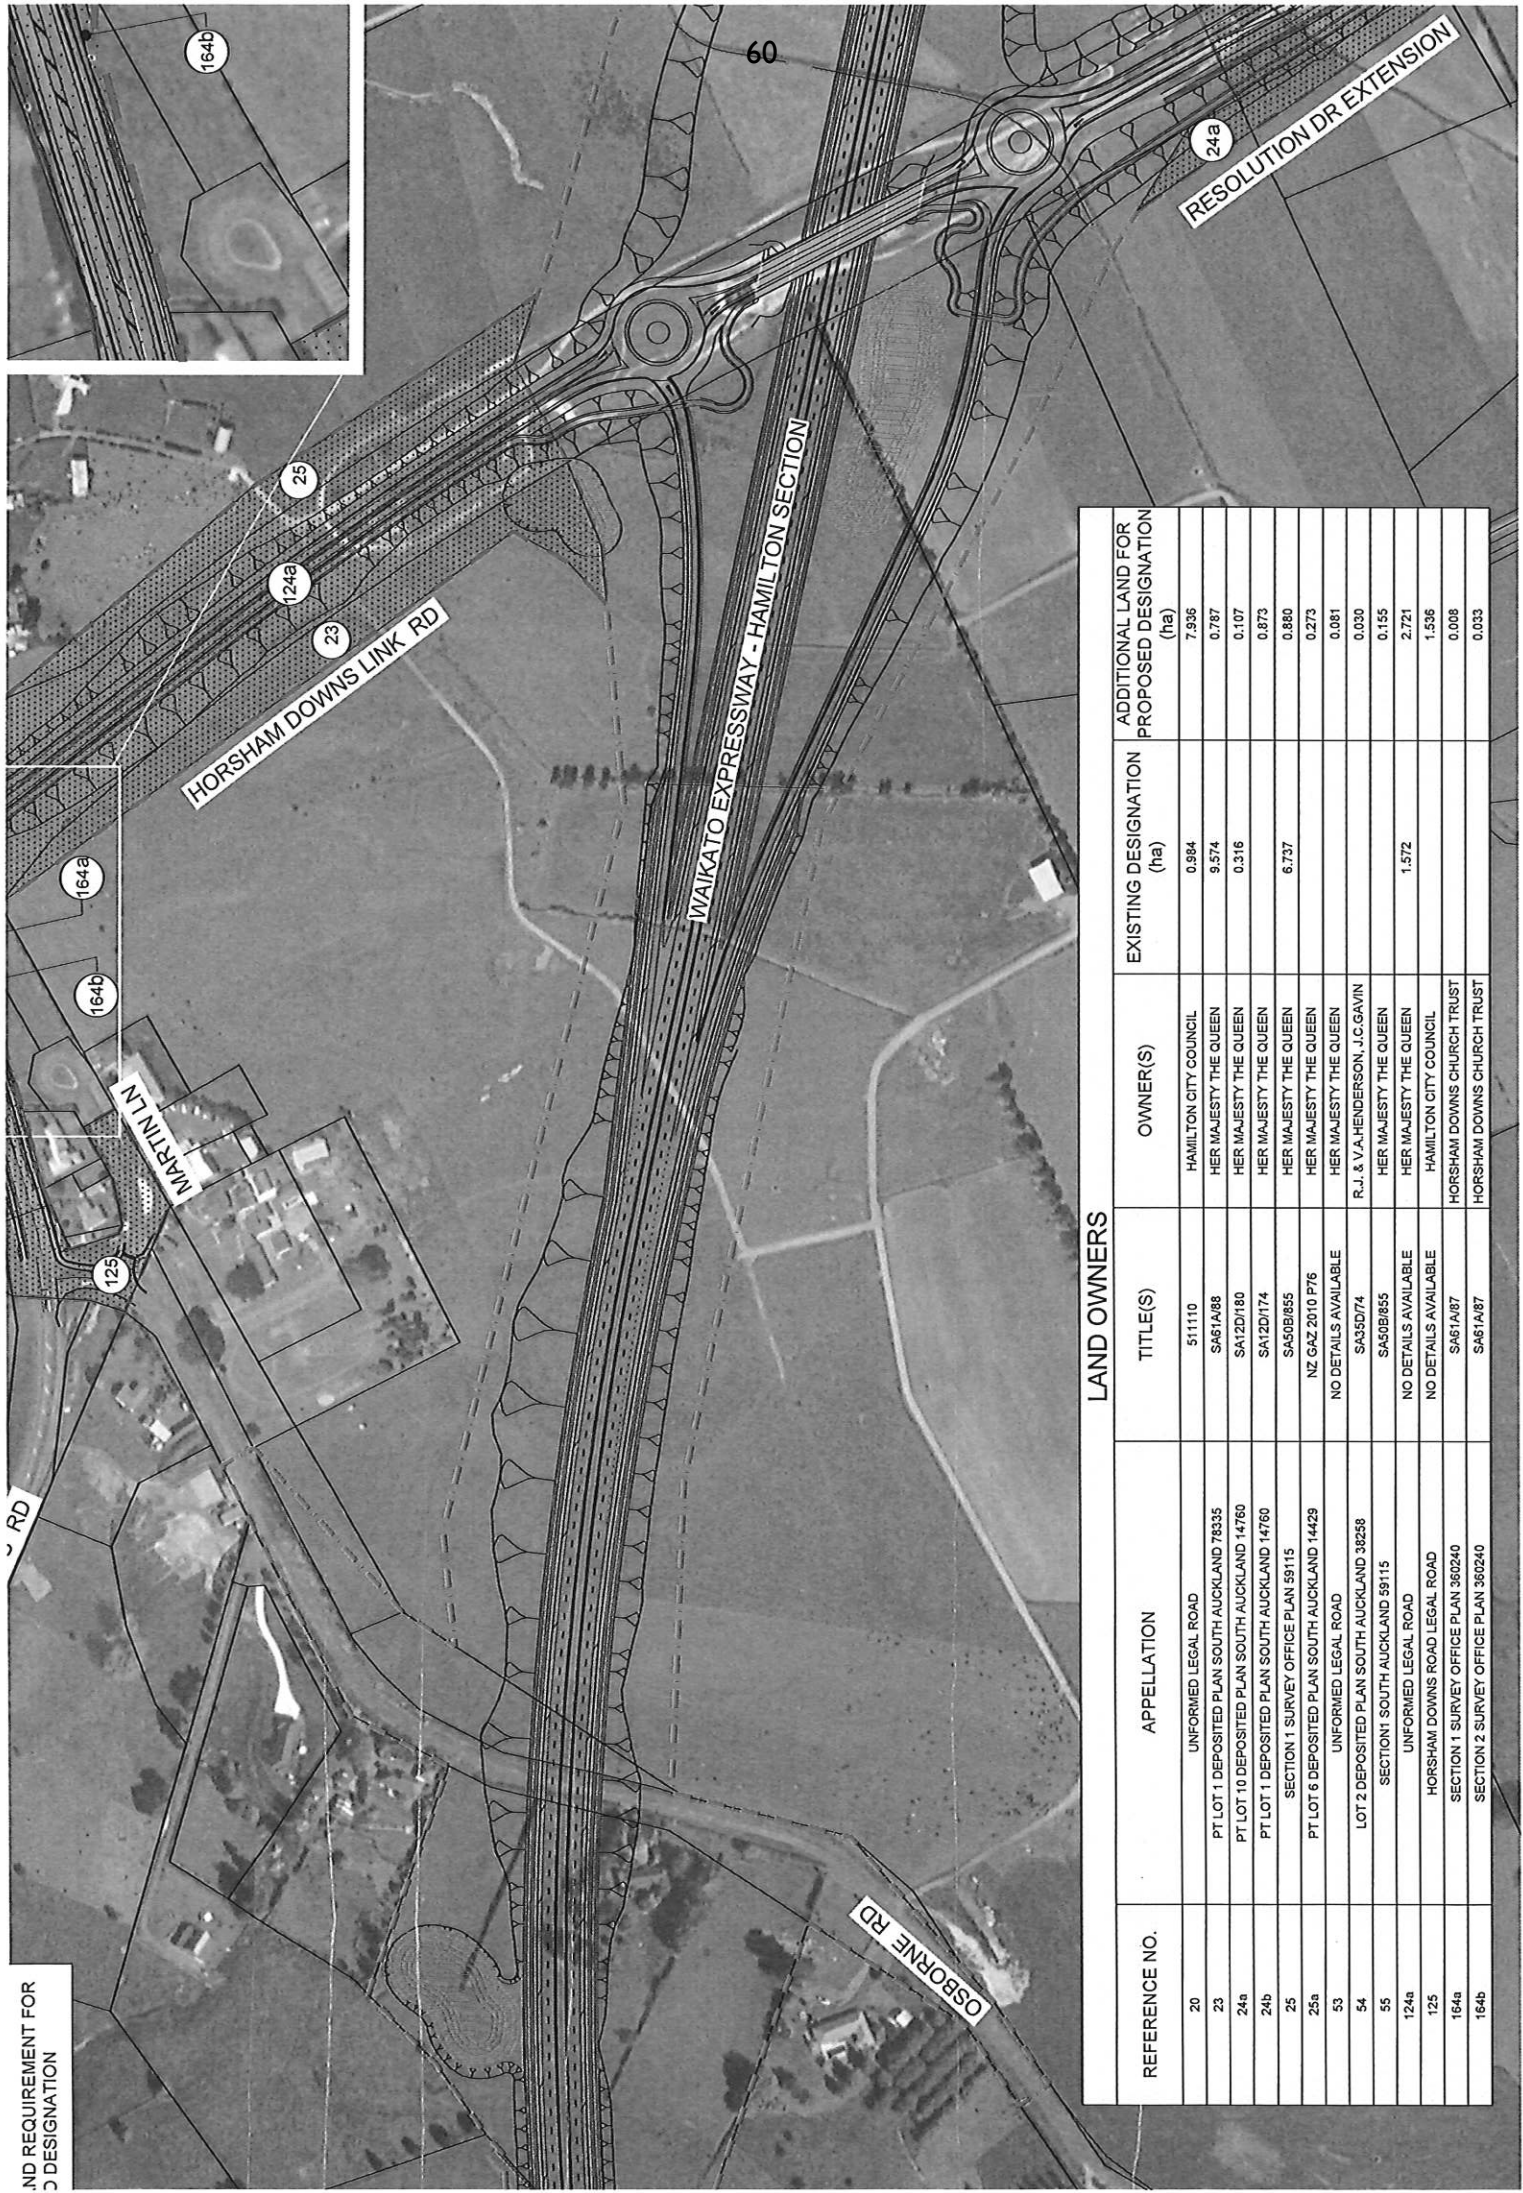 60
ND REQUIREMENT FOR
DESIGNATION
RD
125
MARTIN LN
164b
164a
HORSHAM DOWNS LINK RD
23
124a
25
164b
WAIKATO EXPRESSWAY - HAMILTON SECTION
24a
RESOLUTION DR EXTENSION
OSBORNE RD
LAND OWNERS
REFERENCE NO. APPELLATION TITLE(S) OWNER(S) EXISTING DESIGNATION (ha) ADDITIONAL LAND FOR PROPOSED DESIGNATION (ha)
20 UNFORMED LEGAL ROAD 511110 HAMILTON CITY COUNCIL 0.984 7.936
23 PT LOT 1 DEPOSITED PLAN SOUTH AUCKLAND 78335 SA61A/88 HER MAJESTY THE QUEEN 9.574 0.787
24a PT LOT 10 DEPOSITED PLAN SOUTH AUCKLAND 14760 SA12D/180 HER MAJESTY THE QUEEN 0.316 0.107
24b PT LOT 1 DEPOSITED PLAN SOUTH AUCKLAND 14760 SA12D/174 HER MAJESTY THE QUEEN 0.873
25 SECTION 1 SURVEY OFFICE PLAN 59115 SA50B/855 HER MAJESTY THE QUEEN 6.737 0.880
25a PT LOT 6 DEPOSITED PLAN SOUTH AUCKLAND 14429 NZ GAZ 2010 P76 HER MAJESTY THE QUEEN 0.273
53 UNFORMED LEGAL ROAD NO DETAILS AVAILABLE HER MAJESTY THE QUEEN 0.081
54 LOT 2 DEPOSITED PLAN SOUTH AUCKLAND 38258 SA35D/74 R.J. & V.A.HENDERSON, J.C.GAVIN 0.030
55 SECTION1 SOUTH AUCKLAND 59115 SA50B/855 HER MAJESTY THE QUEEN 0.155
124a UNFORMED LEGAL ROAD NO DETAILS AVAILABLE HER MAJESTY THE QUEEN 1.572 2.721
125 HORSHAM DOWNS ROAD LEGAL ROAD NO DETAILS AVAILABLE HAMILTON CITY COUNCIL 1.536
164a SECTION 1 SURVEY OFFICE PLAN 360240 SA61A/87 HORSHAM DOWNS CHURCH TRUST 0.008
164b SECTION 2 SURVEY OFFICE PLAN 360240 SA61A/87 HORSHAM DOWNS CHURCH TRUST 0.033